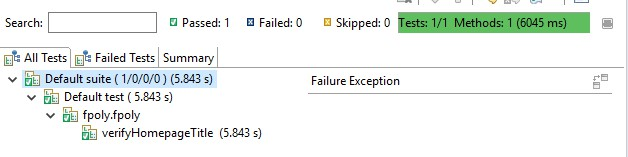 Search: Passed: 1 Failed: 0 Skipped: 0 Tests: 1/1 Methods: 1 (6045 ms)
All Tests Failed Tests Summary
Default suite ( 1/0/0/0 ) (5.843 s) Failure Exception
Default test ( 5.843 s)
fpoly.fpoly
verifyHomepageTitle (5.843 s)